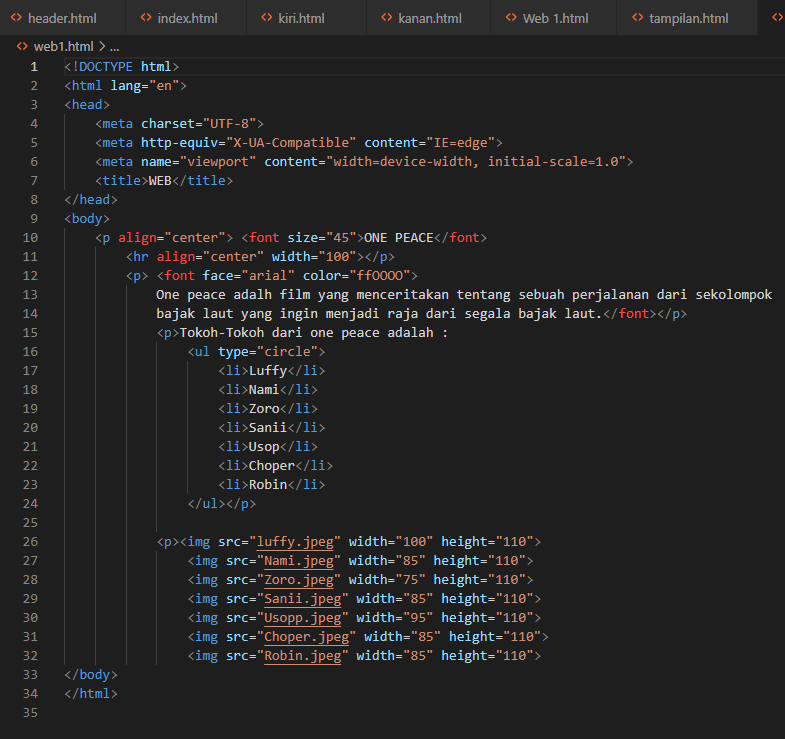 header.html index.html kiri.html kanan.html Web 1.html tampilan.html
web1.html > ...
1 <!DOCTYPE html>
2 <html lang="en">
3 <head>
4 <meta charset="UTF-8">
5 <meta http-equiv="X-UA-Compatible" content="IE=edge">
6 <meta name="viewport" content="width=device-width, initial-scale=1.0">
7 <title>WEB</title>
8 </head>
9 <body>
10 <p align="center"> <font size="45">ONE PEACE</font>
11 <hr align="center" width="100"></p>
12 <p> <font face="arial" color="ffOOOO">
13 One peace adalh film yang menceritakan tentang sebuah perjalanan dari sekolompok
14 bajak laut yang ingin menjadi raja dari segala bajak laut.</font></p>
15 <p>Tokoh-Tokoh dari one peace adalah :
16 <ul type="circle">
17 <li>Luffy</li>
18 <li>Nami</li>
19 <li>Zoro</li>
20 <li>Sanii</li>
21 <li>Usop</li>
22 <li>Choper</li>
23 <li>Robin</li>
24 </ul></p>
25
26 <p><img src="luffy.jpeg" width="100" height="110">
27 <img src="Nami.jpeg" width="85" height="110">
28 <img src="Zoro.jpeg" width="75" height="110">
29 <img src="Sanii.jpeg" width="85" height="110">
30 <img src="Usopp.jpeg" width="95" height="110">
31 <img src="Choper.jpeg" width="85" height="110">
32 <img src="Robin.jpeg" width="85" height="110">
33 </body>
34 </html>
35